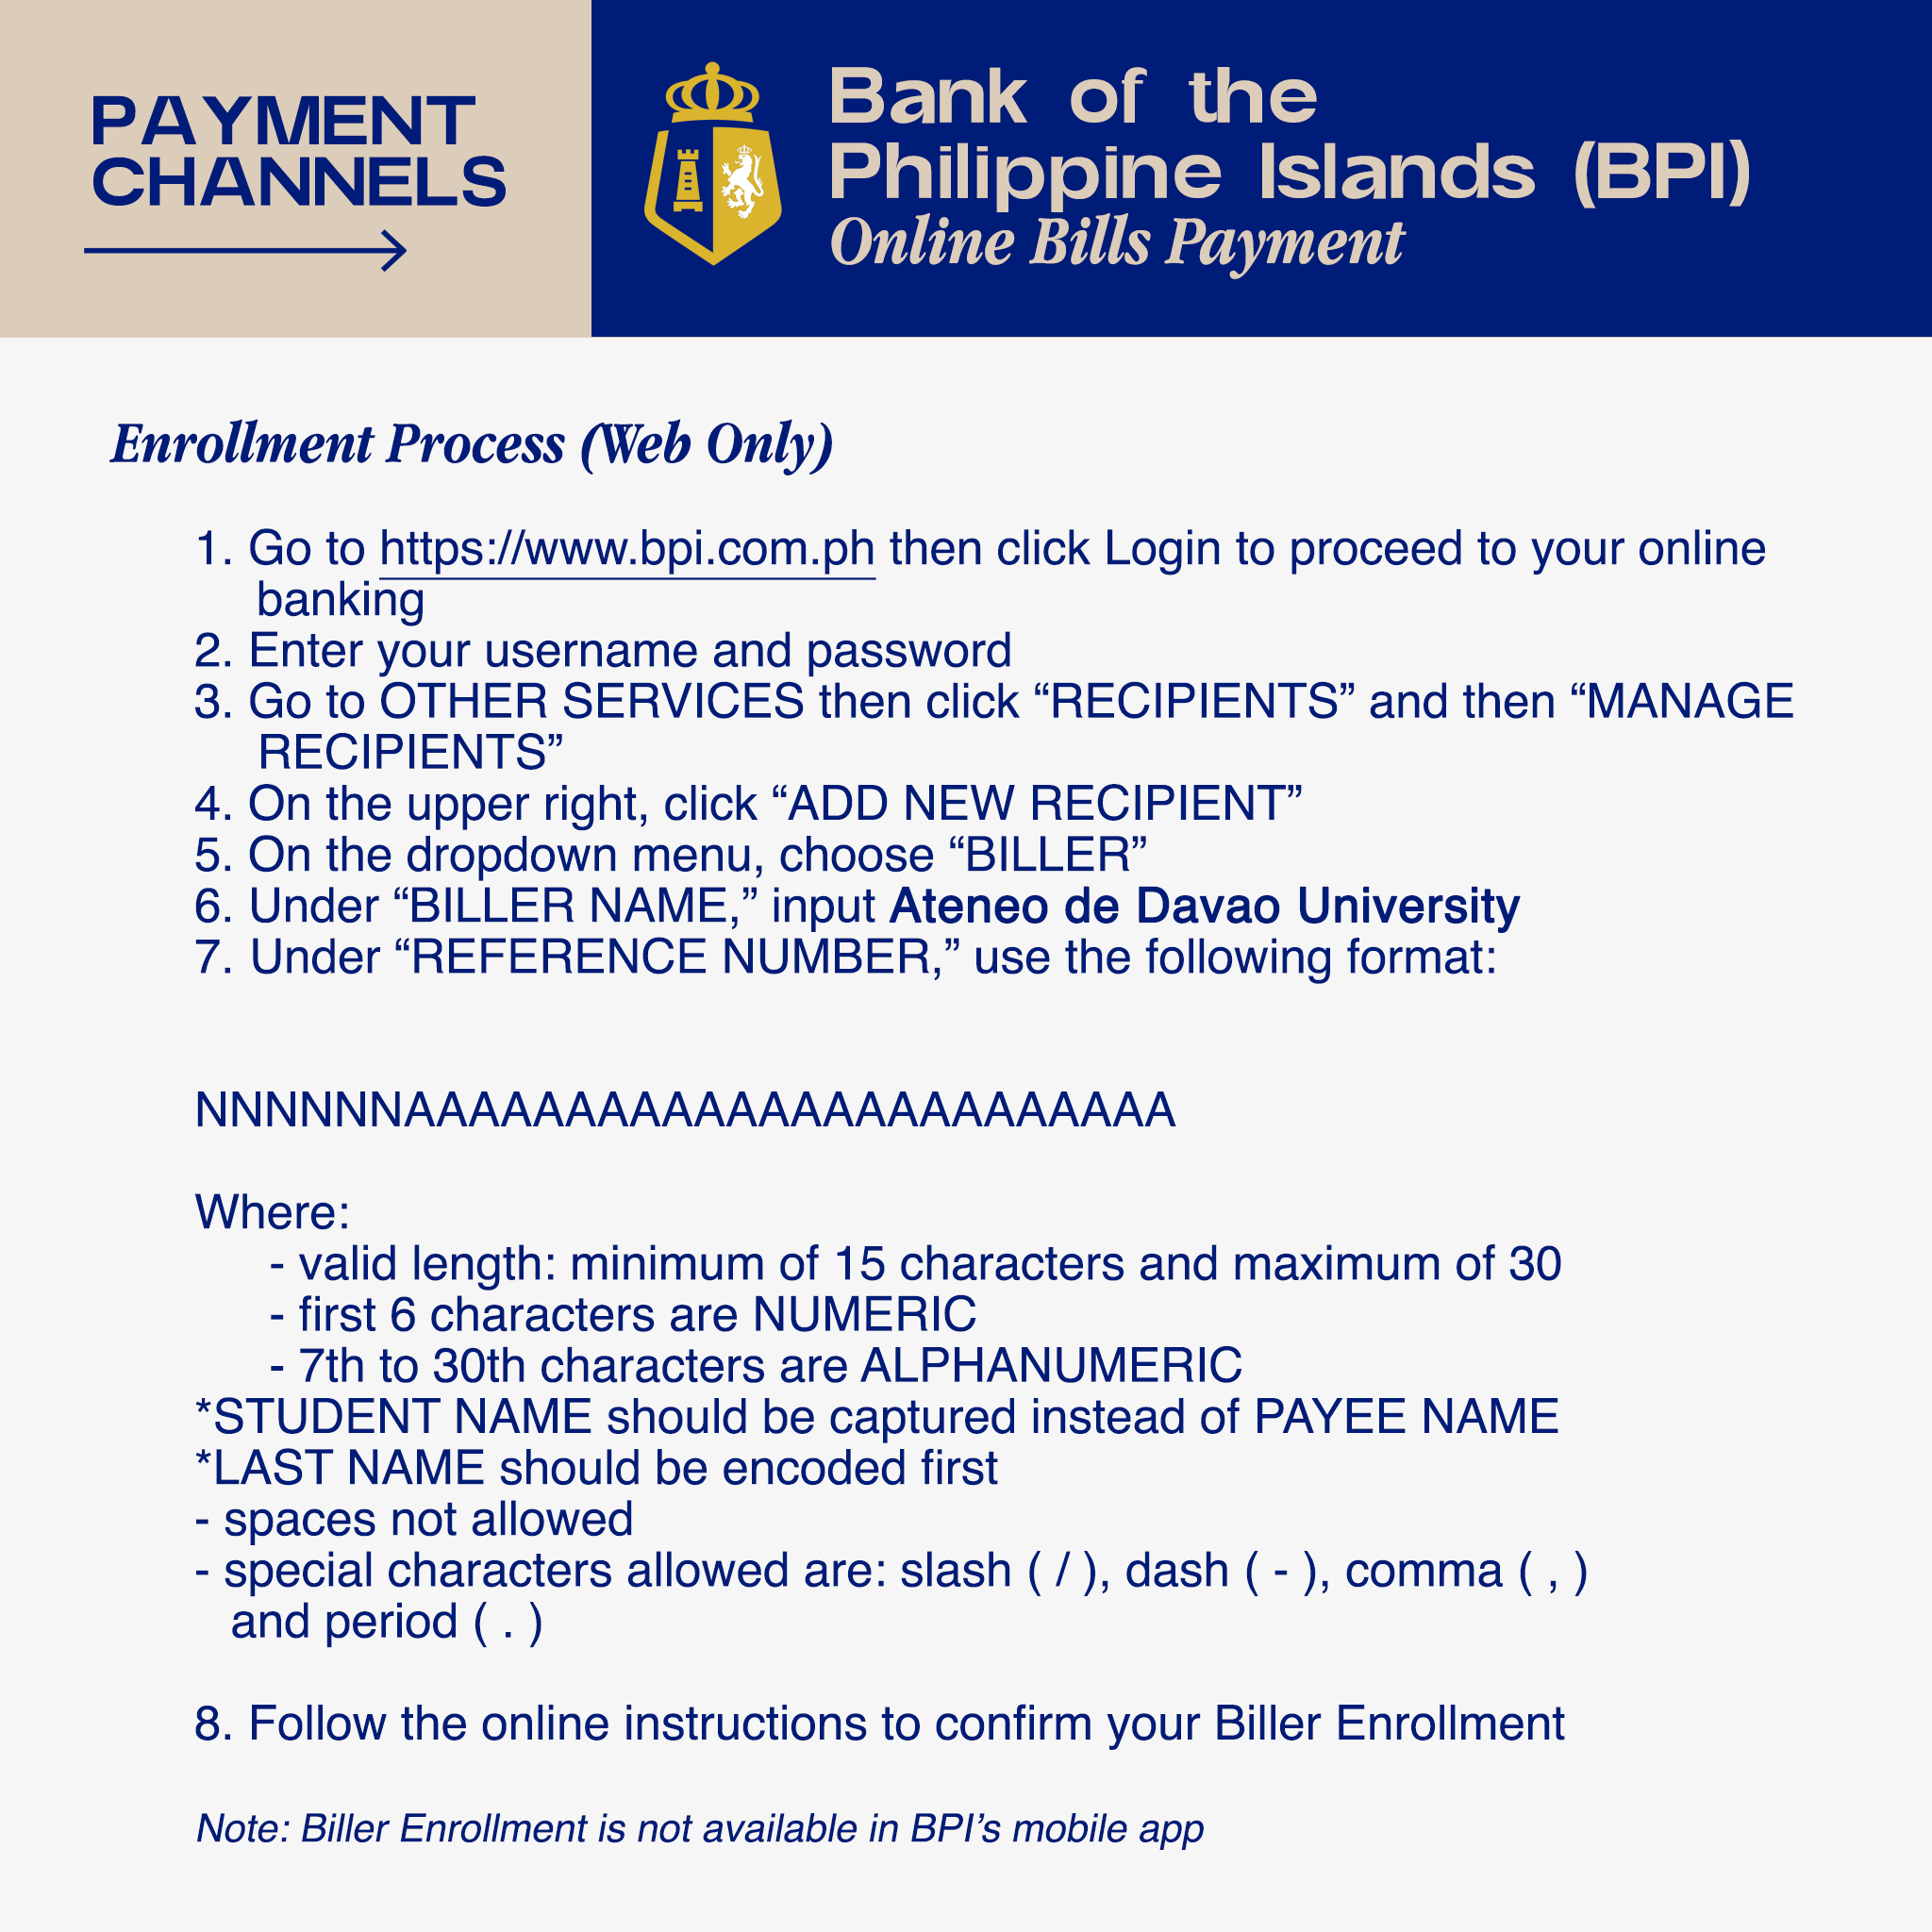 PAYMENT
CHANNELS
Bank of the
Philippine Islands (BPI)
Online Bills Payment
Enrollment Process (Web Only)
1. Go to https://www.bpi.com.ph then click Login to proceed to your online
banking
2. Enter your username and password
3. Go to OTHER SERVICES then click “RECIPIENTS” and then “MANAGE
RECIPIENTS”
4. On the upper right, click “ADD NEW RECIPIENT”
5. On the dropdown menu, choose “BILLER”
6. Under “BILLER NAME,” input Ateneo de Davao University
7. Under “REFERENCE NUMBER,” use the following format:
NNNNNNAAAAAAAAAAAAAAAAAAAAAAAA
Where:
- valid length: minimum of 15 characters and maximum of 30
- first 6 characters are NUMERIC
- 7th to 30th characters are ALPHANUMERIC
*STUDENT NAME should be captured instead of PAYEE NAME
*LAST NAME should be encoded first
- spaces not allowed
- special characters allowed are: slash ( / ), dash ( - ), comma ( , )
and period ( . )
8. Follow the online instructions to confirm your Biller Enrollment
Note: Biller Enrollment is not available in BPI’s mobile app